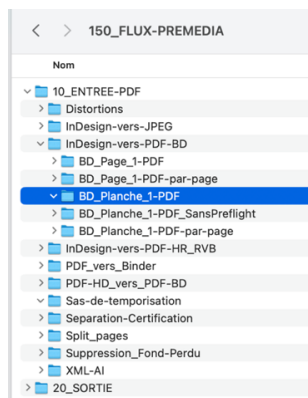 150_FLUX-PREMEDIA
Nom
10_ENTREE-PDF
Distortions
InDesign-vers-JPEG
InDesign-vers-PDF-BD
BD_Page_1-PDF
BD_Page_1-PDF-par-page
BD_Planche_1-PDF
BD_Planche_1-PDF_SansPreflight
BD_Planche_1-PDF-par-page
InDesign-vers-PDF-HR_RVB
PDF_vers_Binder
PDF-HD_vers_PDF-BD
Sas-de-temporisation
Separation-Certification
Split_pages
Suppression_Fond-Perdu
XML-AI
20_SORTIE